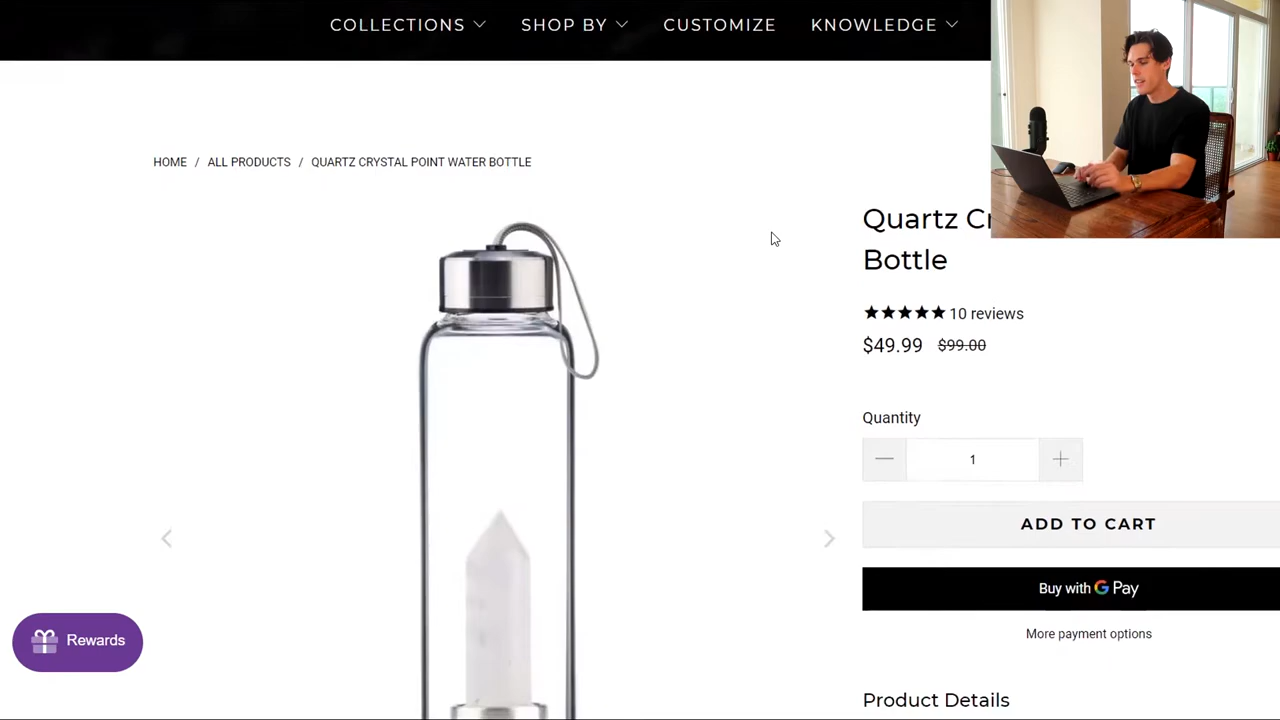 COLLECTIONS SHOP BY CUSTOMIZE KNOWLEDGE
HOME / ALL PRODUCTS / QUARTZ CRYSTAL POINT WATER BOTTLE
Quartz
Bottle
10 reviews
$49.99 $99.00
Quantity
1
ADD TO CART
Buy with G Pay
More payment options
Rewards
Product Details